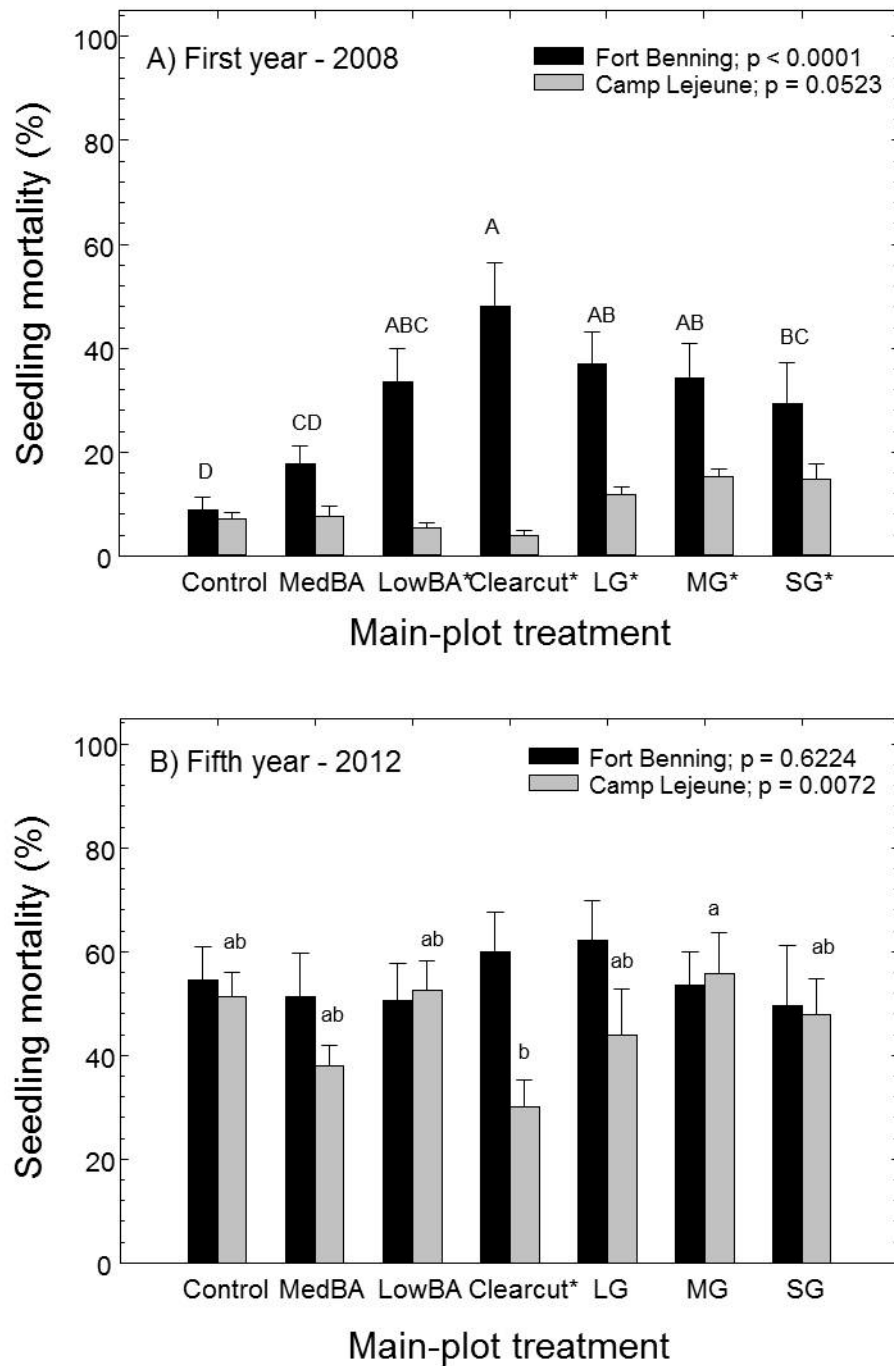 A) First year - 2008
Fort Benning; p < 0.0001
Camp Lejeune; p = 0.0523
Seedling mortality (%)
100
80
60
40
20
0
D
CD
ABC
A
AB
AB
BC
Control MedBA LowBA* Clearcut* LG* MG* SG*
Main-plot treatment
B) Fifth year - 2012
Fort Benning; p = 0.6224
Camp Lejeune; p = 0.0072
Seedling mortality (%)
100
80
60
40
20
0
ab
ab
ab
b
ab
a
ab
Control MedBA LowBA Clearcut* LG MG SG
Main-plot treatment